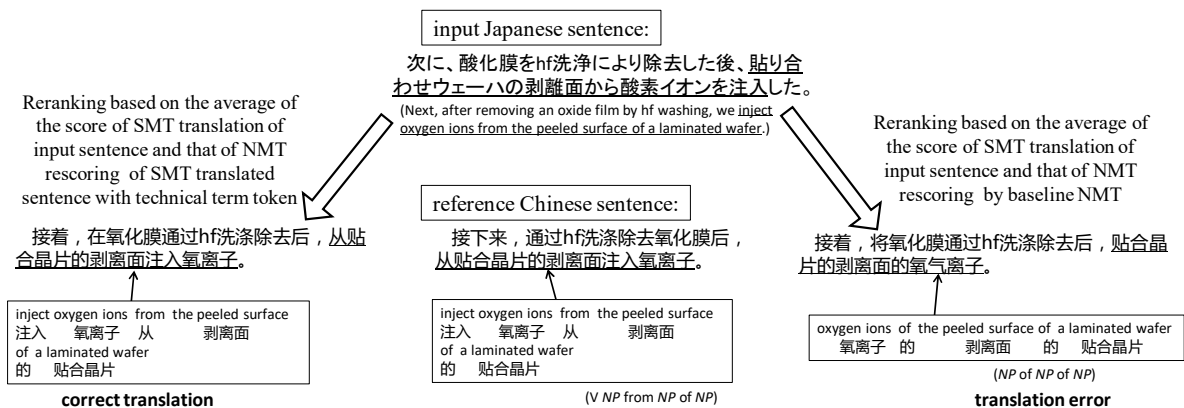 input Japanese sentence:
次に、酸化膜をhf洗浄により除去した後、貼り合
わせウェーハの剥離面から酸素イオンを注入した。
(Next, after removing an oxide film by hf washing, we inject
oxygen ions from the peeled surface of a laminated wafer.)
Reranking based on the average of
the score of SMT translation of
input sentence and that of NMT
rescoring of SMT translated
sentence with technical term token
接着，在氧化膜通过hf洗涤除去后，从贴
合晶片的剥离面注入氧离子。
inject oxygen ions from the peeled surface
注入 氧离子 从 剥离面
of a laminated wafer
的 贴合晶片
correct translation
reference Chinese sentence:
接下来，通过hf洗涤除去氧化膜后，
从贴合晶片的剥离面注入氧离子。
inject oxygen ions from the peeled surface
注入 氧离子 从 剥离面
of a laminated wafer
的 贴合晶片
(V NP from NP of NP)
Reranking based on the average of
the score of SMT translation of
input sentence and that of NMT
rescoring by baseline NMT
接着，将氧化膜通过hf洗涤除去后，贴合晶
片的剥离面的氧气离子。
oxygen ions of the peeled surface of a laminated wafer
氧离子 的 剥离面 的 贴合晶片
(NP of NP of NP)
translation error